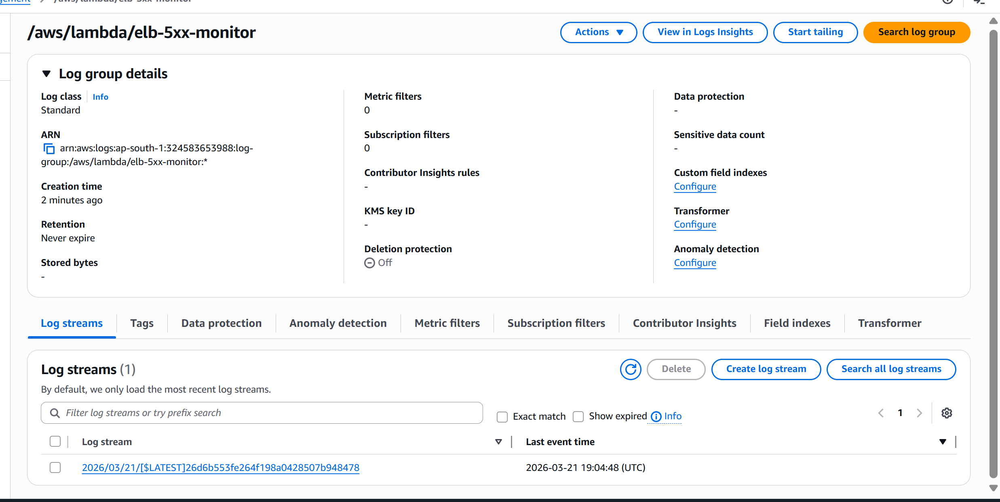 /aws/lambda/elb-5xx-monitor
/aws/lambda/elb-5xx-monitor
Actions
View in Logs Insights
Start tailing
Search log group
Log group details
Log class
Info
Standard
ARN
arn:aws:logs:ap-south-1:324583653988:log-
group:/aws/lambda/elb-5xx-monitor:*
Creation time
2 minutes ago
Retention
Never expire
Stored bytes
-
Metric filters
0
Subscription filters
0
Contributor Insights rules
-
KMS key ID
-
Deletion protection
Off
Data protection
-
Sensitive data count
-
Custom field indexes
Configure
Transformer
Configure
Anomaly detection
Configure
Log streams
Tags
Data protection
Anomaly detection
Metric filters
Subscription filters
Contributor Insights
Field indexes
Transformer
Log streams (1)
Delete
Create log stream
Search all log streams
By default, we only load the most recent log streams.
Filter log streams or try prefix search
Exact match
Show expired
Info
1
Log stream
Last event time
2026/03/21/[$LATEST]26d6b553fe264f198a0428507b948478
2026-03-21 19:04:48 (UTC)